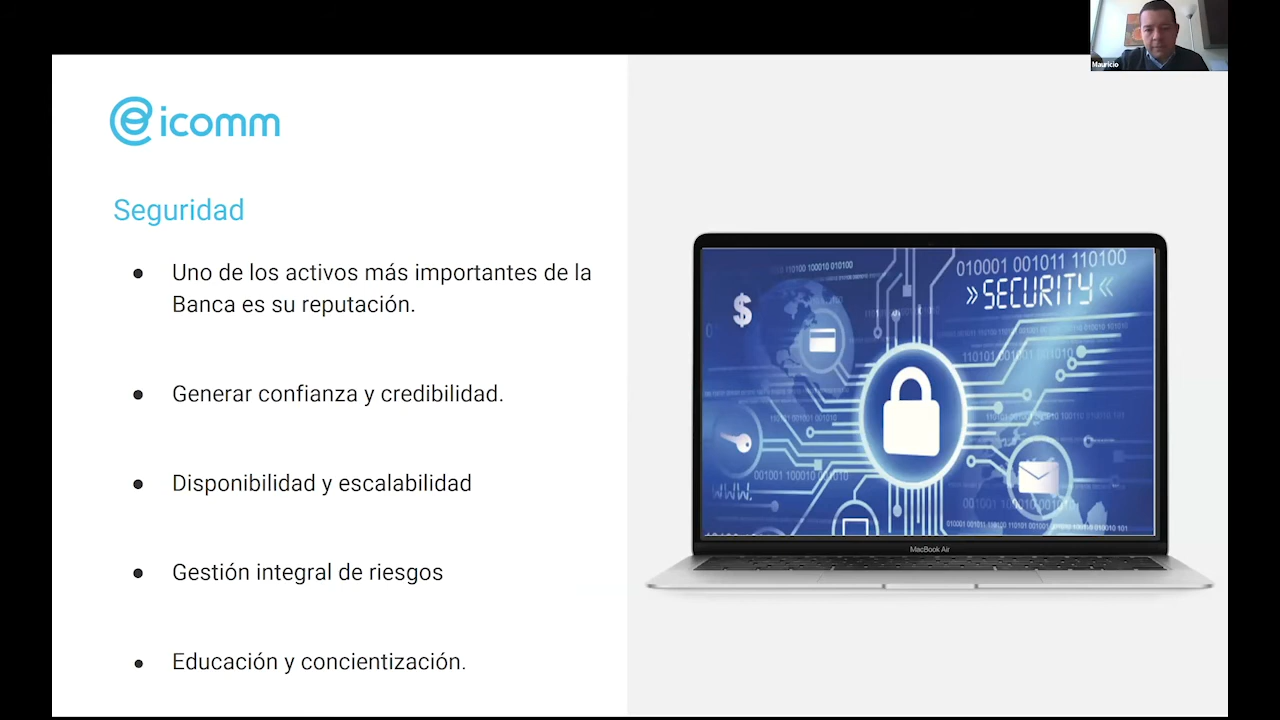 Mauricio
icomm
Seguridad
● Uno de los activos más importantes de la
Banca es su reputación.
● Generar confianza y credibilidad.
● Disponibilidad y escalabilidad
● Gestión integral de riesgos
● Educación y concientización.
010001 001011 110100
»SECURITY«
$
www.
MacBook Air